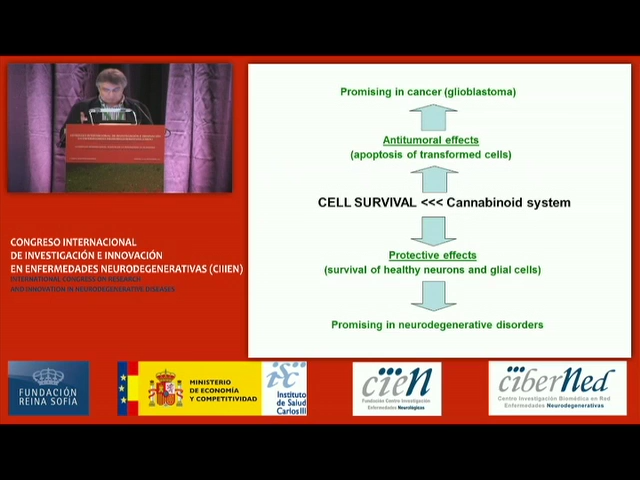 Promising in cancer (glioblastoma)
Antitumoral effects
(apoptosis of transformed cells)
CELL SURVIVAL <<< Cannabinoid system
Protective effects
(survival of healthy neurons and glial cells)
Promising in neurodegenerative disorders
CONGRESO INTERNACIONAL
DE INVESTIGACIÓN E INNOVACIÓN
EN ENFERMEDADES NEURODEGENERATIVAS (CIIIEN)
INTERNATIONAL CONGRESS ON RESEARCH
AND INNOVATION IN NEURODEGENERATIVE DISEASES
FUNDACIÓN
REINA SOFÍA
MINISTERIO
DE ECONOMÍA
Y COMPETITIVIDAD
isc
Instituto
de Salud
Carlos III
cien
Fundación Centro Investigación
Enfermedades Neurológicas
ciberned
Centro Investigación Biomédica en Red
Enfermedades Neurodegenerativas